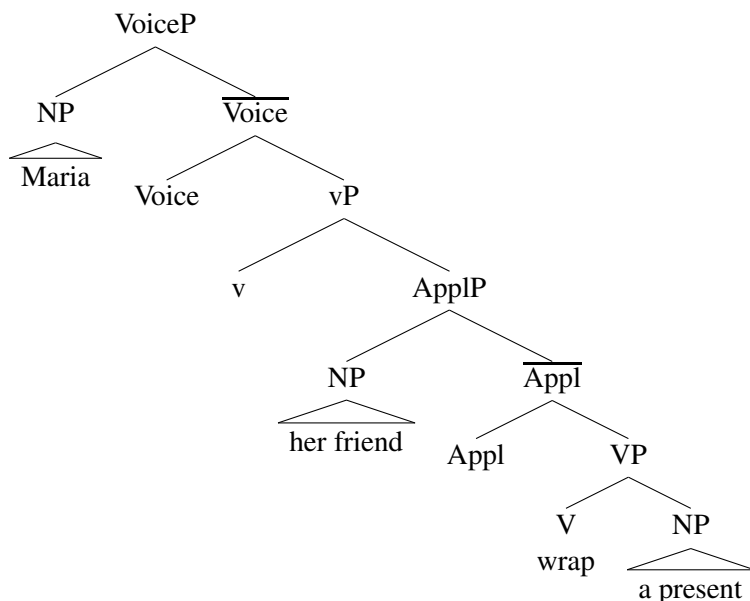 VoiceP
NP Voice
Maria
Voice vP
v ApplP
NP Appl
her friend
Appl VP
V NP
wrap
a present